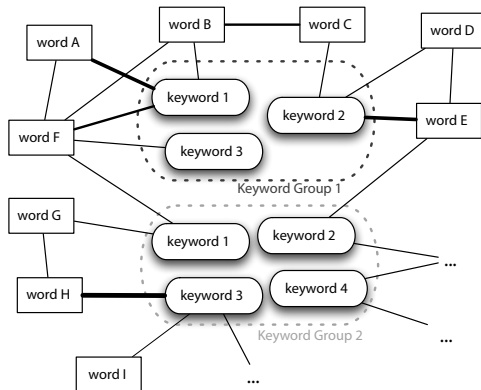 word B
word C
word D
word A
keyword 1
keyword 2
word E
word F
keyword 3
Keyword Group 1
word G
keyword 1
keyword 2
...
word H
keyword 3
keyword 4
Keyword Group 2
...
word I
...